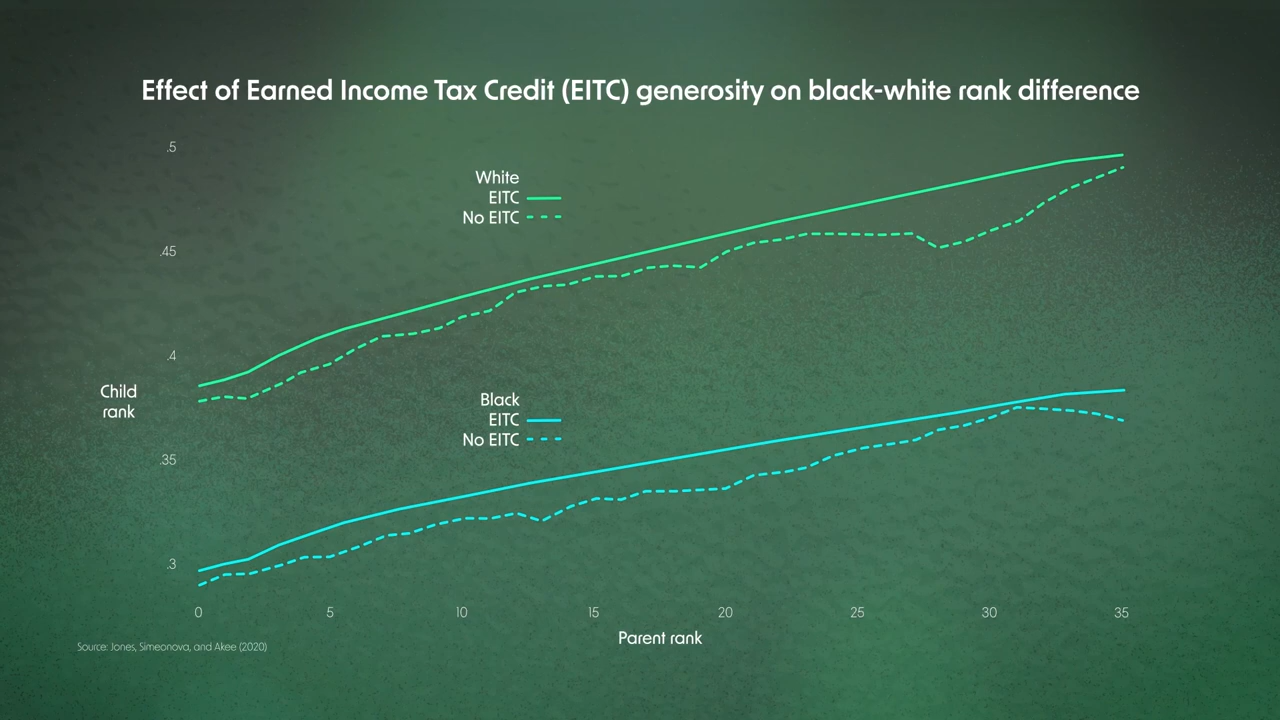 Effect of Earned Income Tax Credit (EITC) generosity on black-white rank difference
.5
White
EITC
No EITC
.45
.4
Child
rank
Black
EITC
No EITC
.35
.3
0 5 10 15 20 25 30 35
Parent rank
Source: Jones, Simeonova, and Akee (2020)